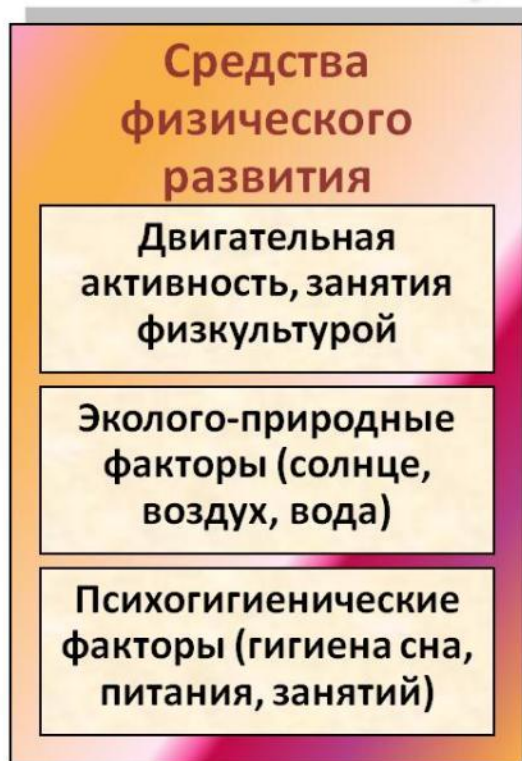 Средства
физического
развития
Двигательная
активность, занятия
физкультурой
Эколого-природные
факторы (солнце,
воздух, вода)
Психогигиенические
факторы (гигиена сна,
питания, занятий)